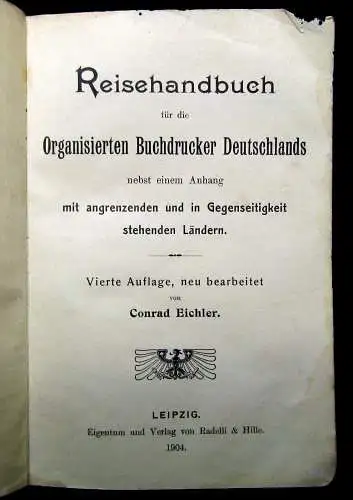 Reisehandbuch
für die
Organisierten Buchdrucker Deutschlands
nebst einem Anhang
mit angrenzenden und in Gegenseitigkeit
stehenden Ländern.
Vierte Auflage, neu bearbeitet
von
Conrad Eichler.
LEIPZIG.
Eigentum und Verlag von Radelli & Hille.
1904.